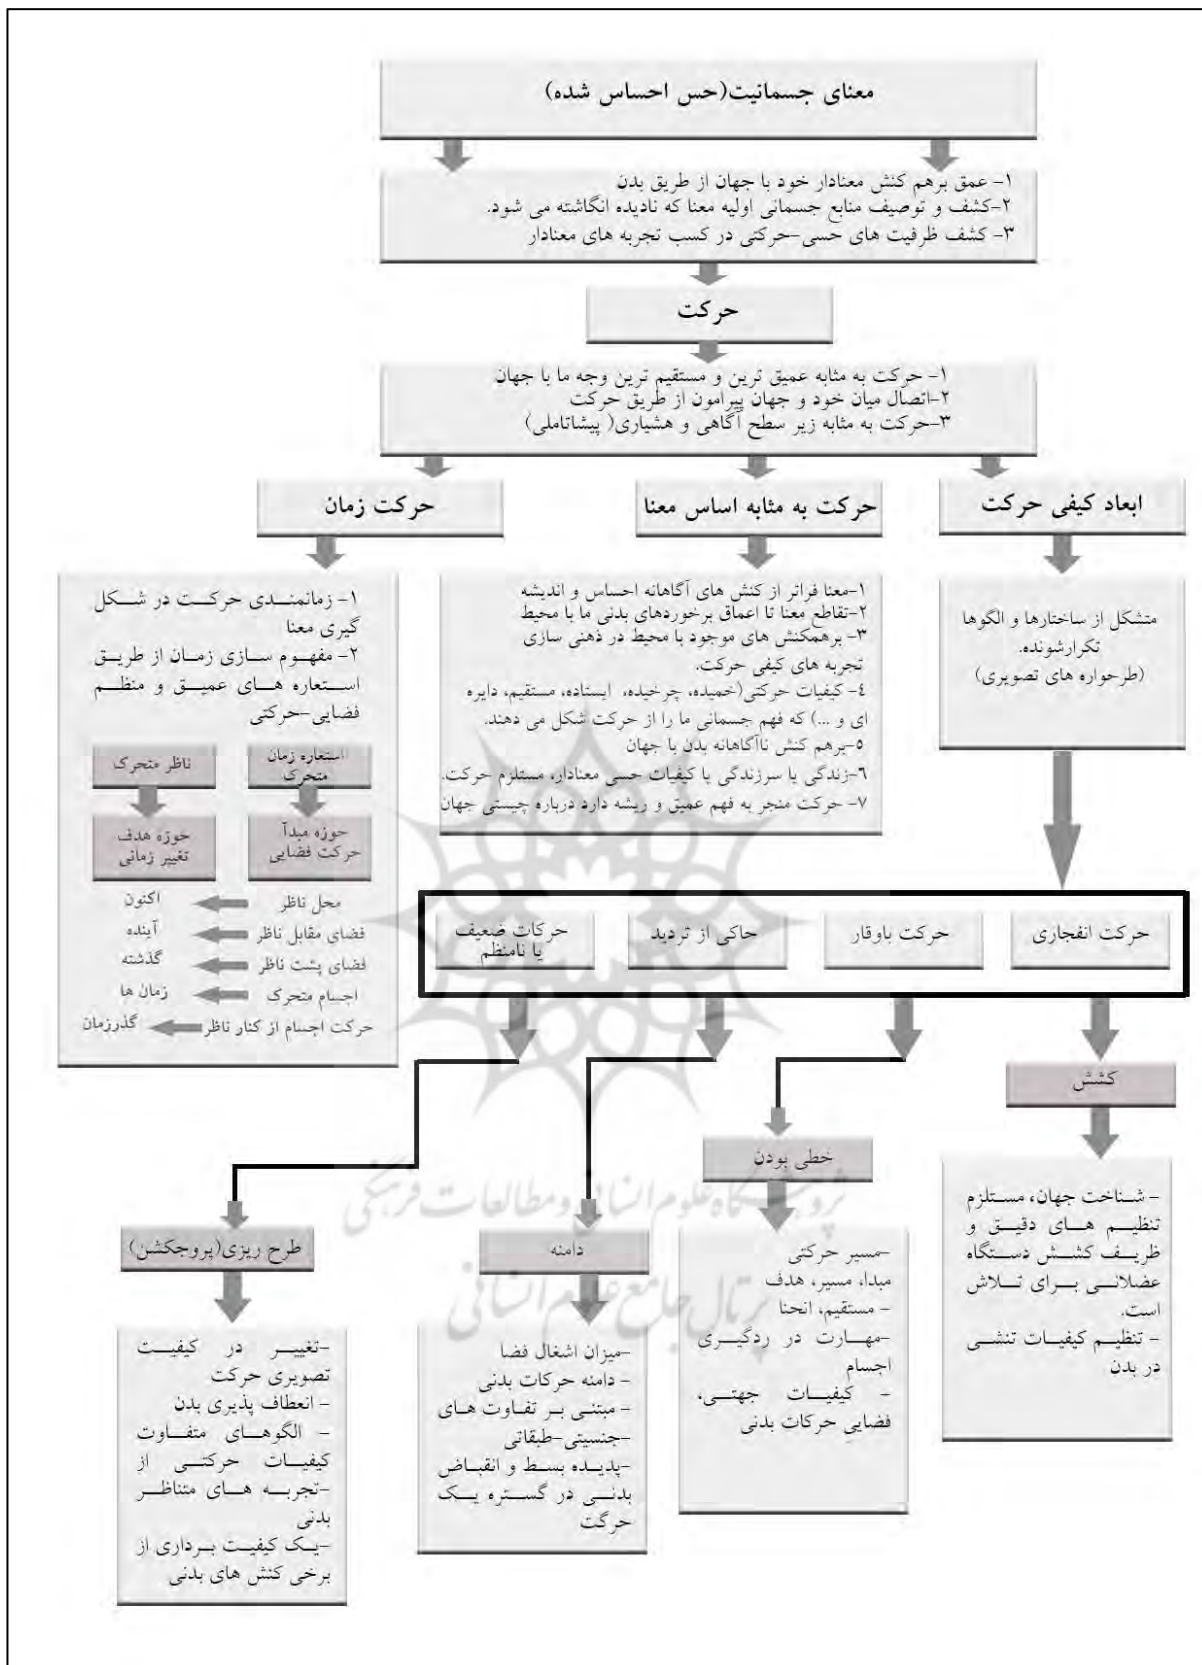 معنای جسمانیت(حس احساس شده)
۱- عمق برهم کنش معنادار خود با جهان از طریق بدن
۲-کشف و توصیف منابع جسمانی اولیه معنا که نادیده انگاشته می شود.
۳- کشف ظرفیت های حسی-حرکتی در کسب تجربه های معنادار
حرکت
۱- حرکت به مثابه عمیق ترین و مستقیم ترین وجه ما با جهان
۲-اتصال میان خود و جهان پیرامون از طریق حرکت
۳-حرکت به مثابه زیر سطح آگاهی و هشیاری( پیشاتاملی)
ابعاد کیفی حرکت
متشکل از ساختارها و الگوها
تکرارشونده.
(طرحواره های تصویری)
حرکت به مثابه اساس معنا
۱-معنا فراتر از کنش های آگاهانه احساس و اندیشه
۲-تقاطع معنا تا اعماق برخوردهای بدنی ما با محیط
۳- برهمکنش های موجود با محیط در ذهنی سازی
تجربه های کیفی حرکت.
٤- کیفیات حرکتی(خمیده، چرخیده، ایستاده، مستقیم، دایره
ای و ...) که فهم جسمانی ما را از حرکت شکل می دهند.
٥-برهم کنش ناآگاهانه بدن با جهان
٦-زندگی یا سرزندگی یا کیفیات حسی معنادار، مستلزم حرکت.
۷- حرکت منجر به فهم عمیق و ریشه دارد درباره چیستی جهان
حرکت زمان
۱- زمانمندی حرکت در شکل
گیری معنا
۲- مفهوم سازی زمان از طریق
استعاره های عمیق و منظم
فضایی-حرکتی
استعاره زمان
متحرک
ناظر متحرک
حوزه مبدآ
حرکت فضایی
حوزه هدف
تغییر زمانی
محل ناظر اکنون
فضای مقابل ناظر آینده
فضای پشت ناظر گذشته
اجسام متحرک زمان ها
حرکت اجسام از کنار ناظر گذرزمان
حرکت انفجاری
حرکت باوقار
حاکی از تردید
حرکات ضعیف
یا نامنظم
کشش
- شناخت جهان، مستلزم
تنظیم های دقیق و
ظریف کشش دستگاه
عضلانی برای تلاش
است.
- تنظیم کیفیات تنشی
در بدن
خطی بودن
-مسیر حرکتی
مبدا، مسیر، هدف
- مستقیم، انحنا
-مهارت در ردگیری
اجسام
- کیفیات جهتی،
فضایی حرکات بدنی
دامنه
-میزان اشغال فضا
- دامنه حرکات بدنی
- مبتنی بر تفاوت های
-جنسیتی-طبقاتی
-پدیده بسط و انقباض
بدنی در گستره یک
حرگت
طرح ریزی(پروجکشن)
-تغییر در کیفیت
تصویری حرکت
- انعطاف پذیری بدن
- الگوهای متفاوت
کیفیات حرکتی از
-تجربه های متناظر
بدنی
-یک کیفیت برداری از
برخی کنش های بدنی
پژوهشگاه علوم انسانی و مطالعات فرهنگی
پرتال جامع علوم انسانی